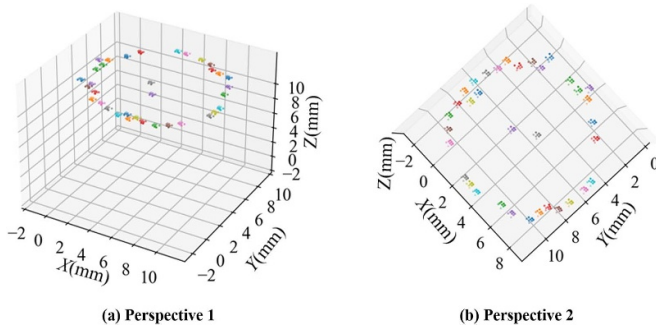 10
8
6
4
2
0
−2
Z(mm)
−2 0 2 4 6 8 10
X(mm)
−2 0 2 4 6 8 10
Y(mm)
(a) Perspective 1
Z(mm)
−2 0 2 4 6 8
X(mm)
10 8 6 4 2 0
Y(mm)
(b) Perspective 2